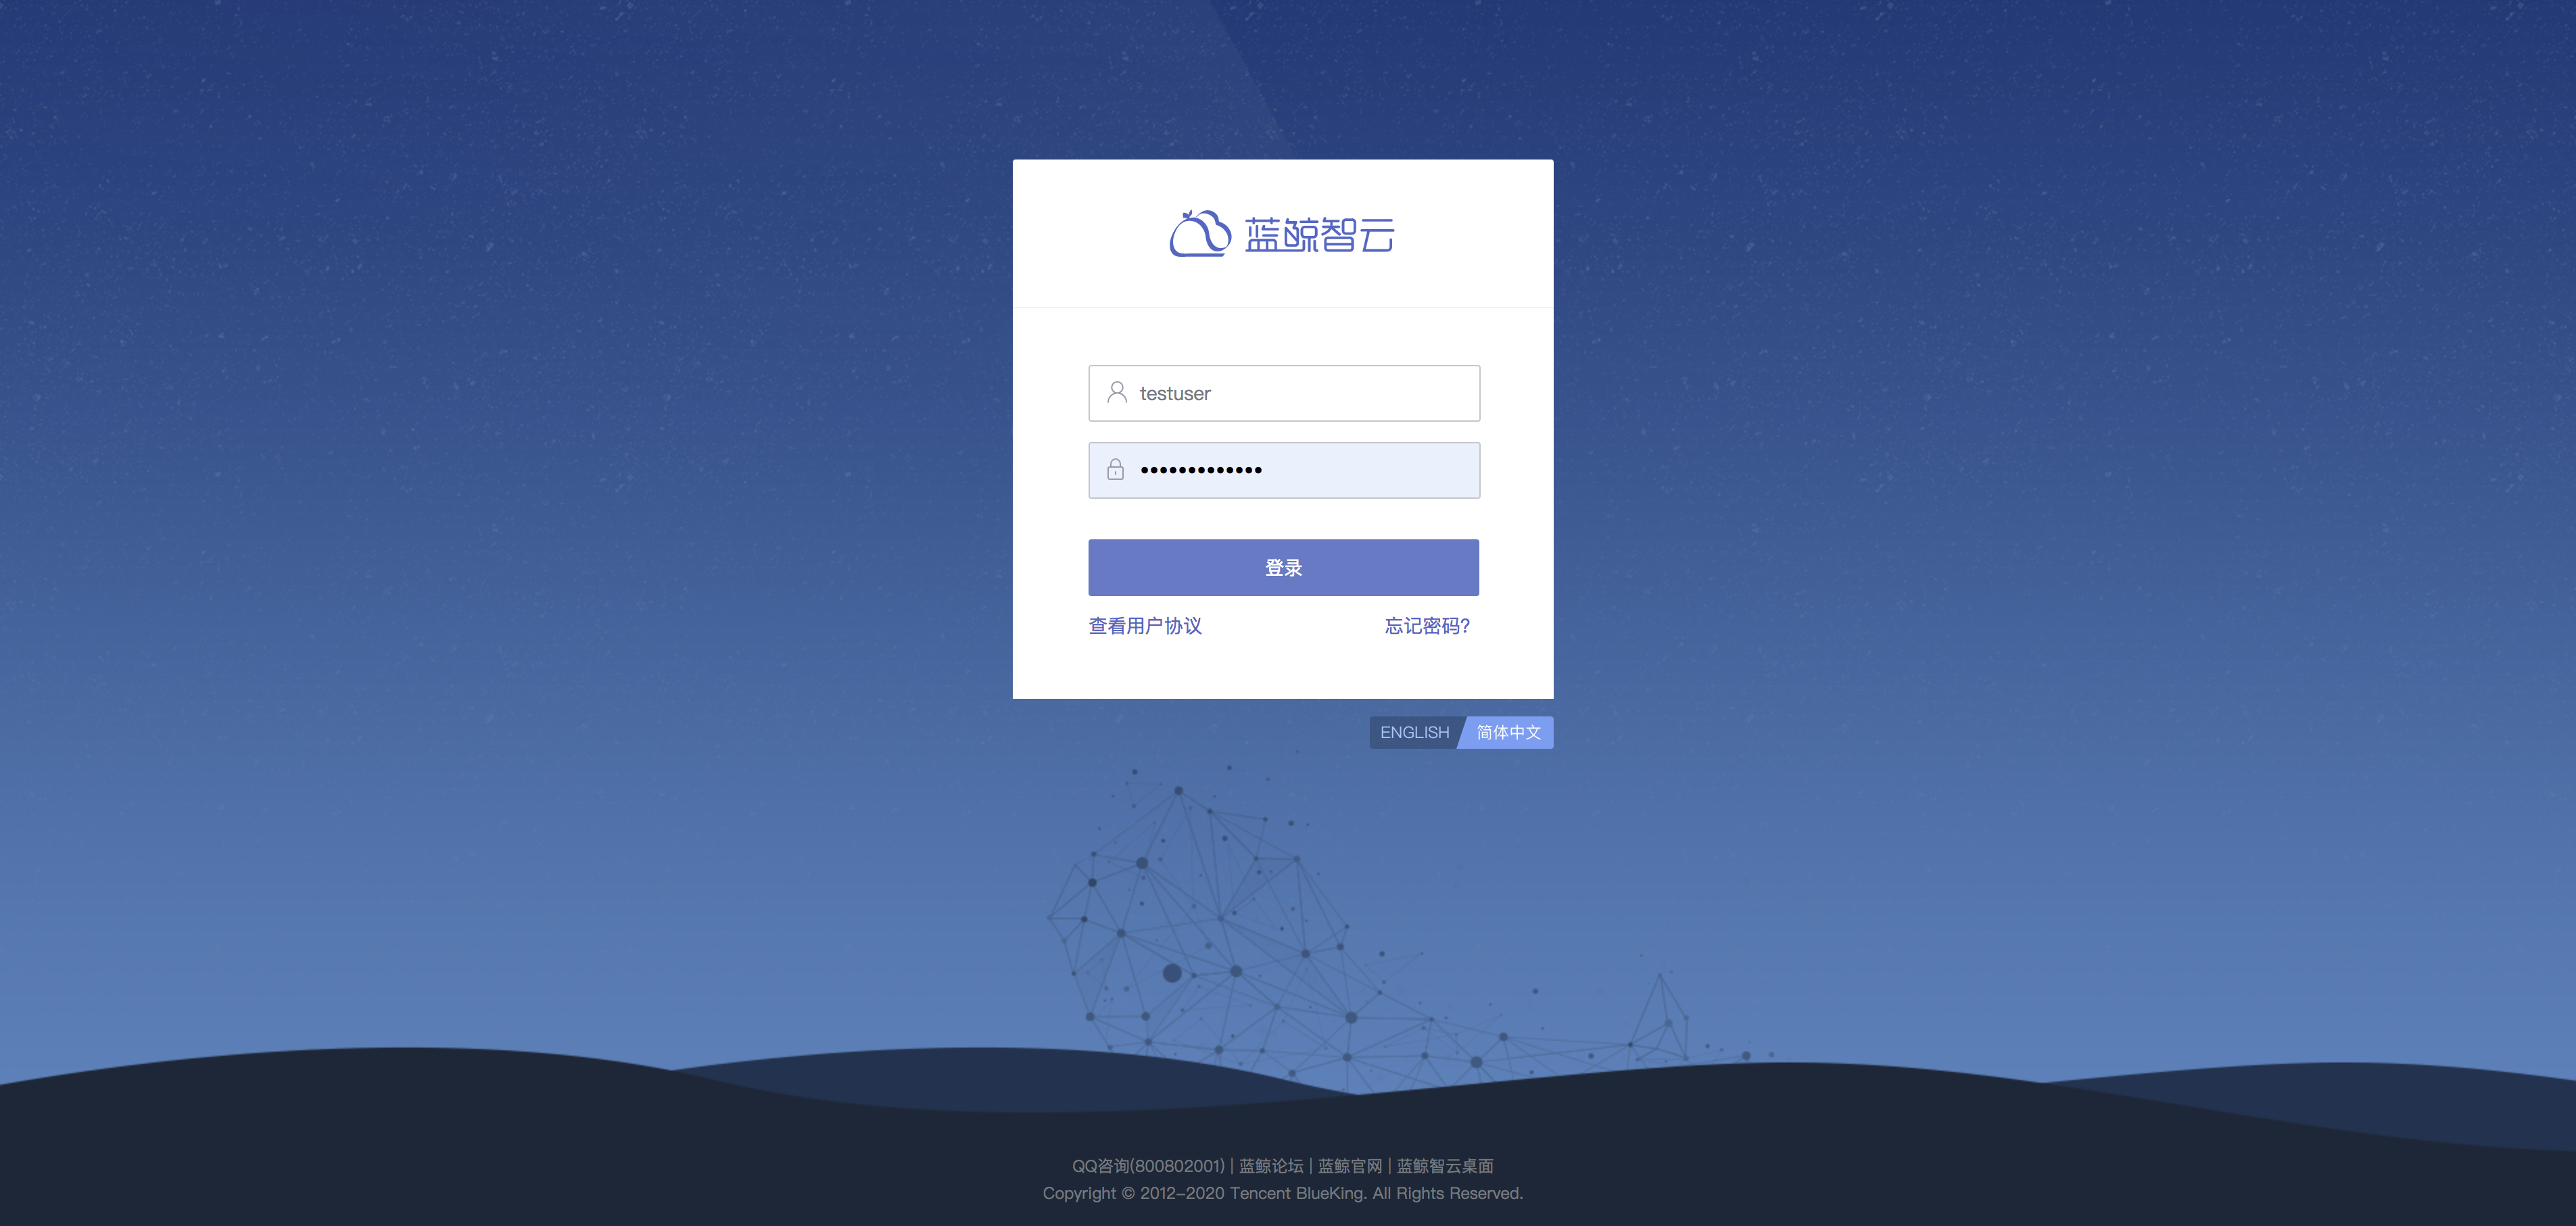 蓝鲸智云
testuser
•••••••••••••
登录
查看用户协议 忘记密码?
ENGLISH 简体中文
QQ咨询(800802001) | 蓝鲸论坛 | 蓝鲸官网 | 蓝鲸智云桌面
Copyright © 2012-2020 Tencent BlueKing. All Rights Reserved.